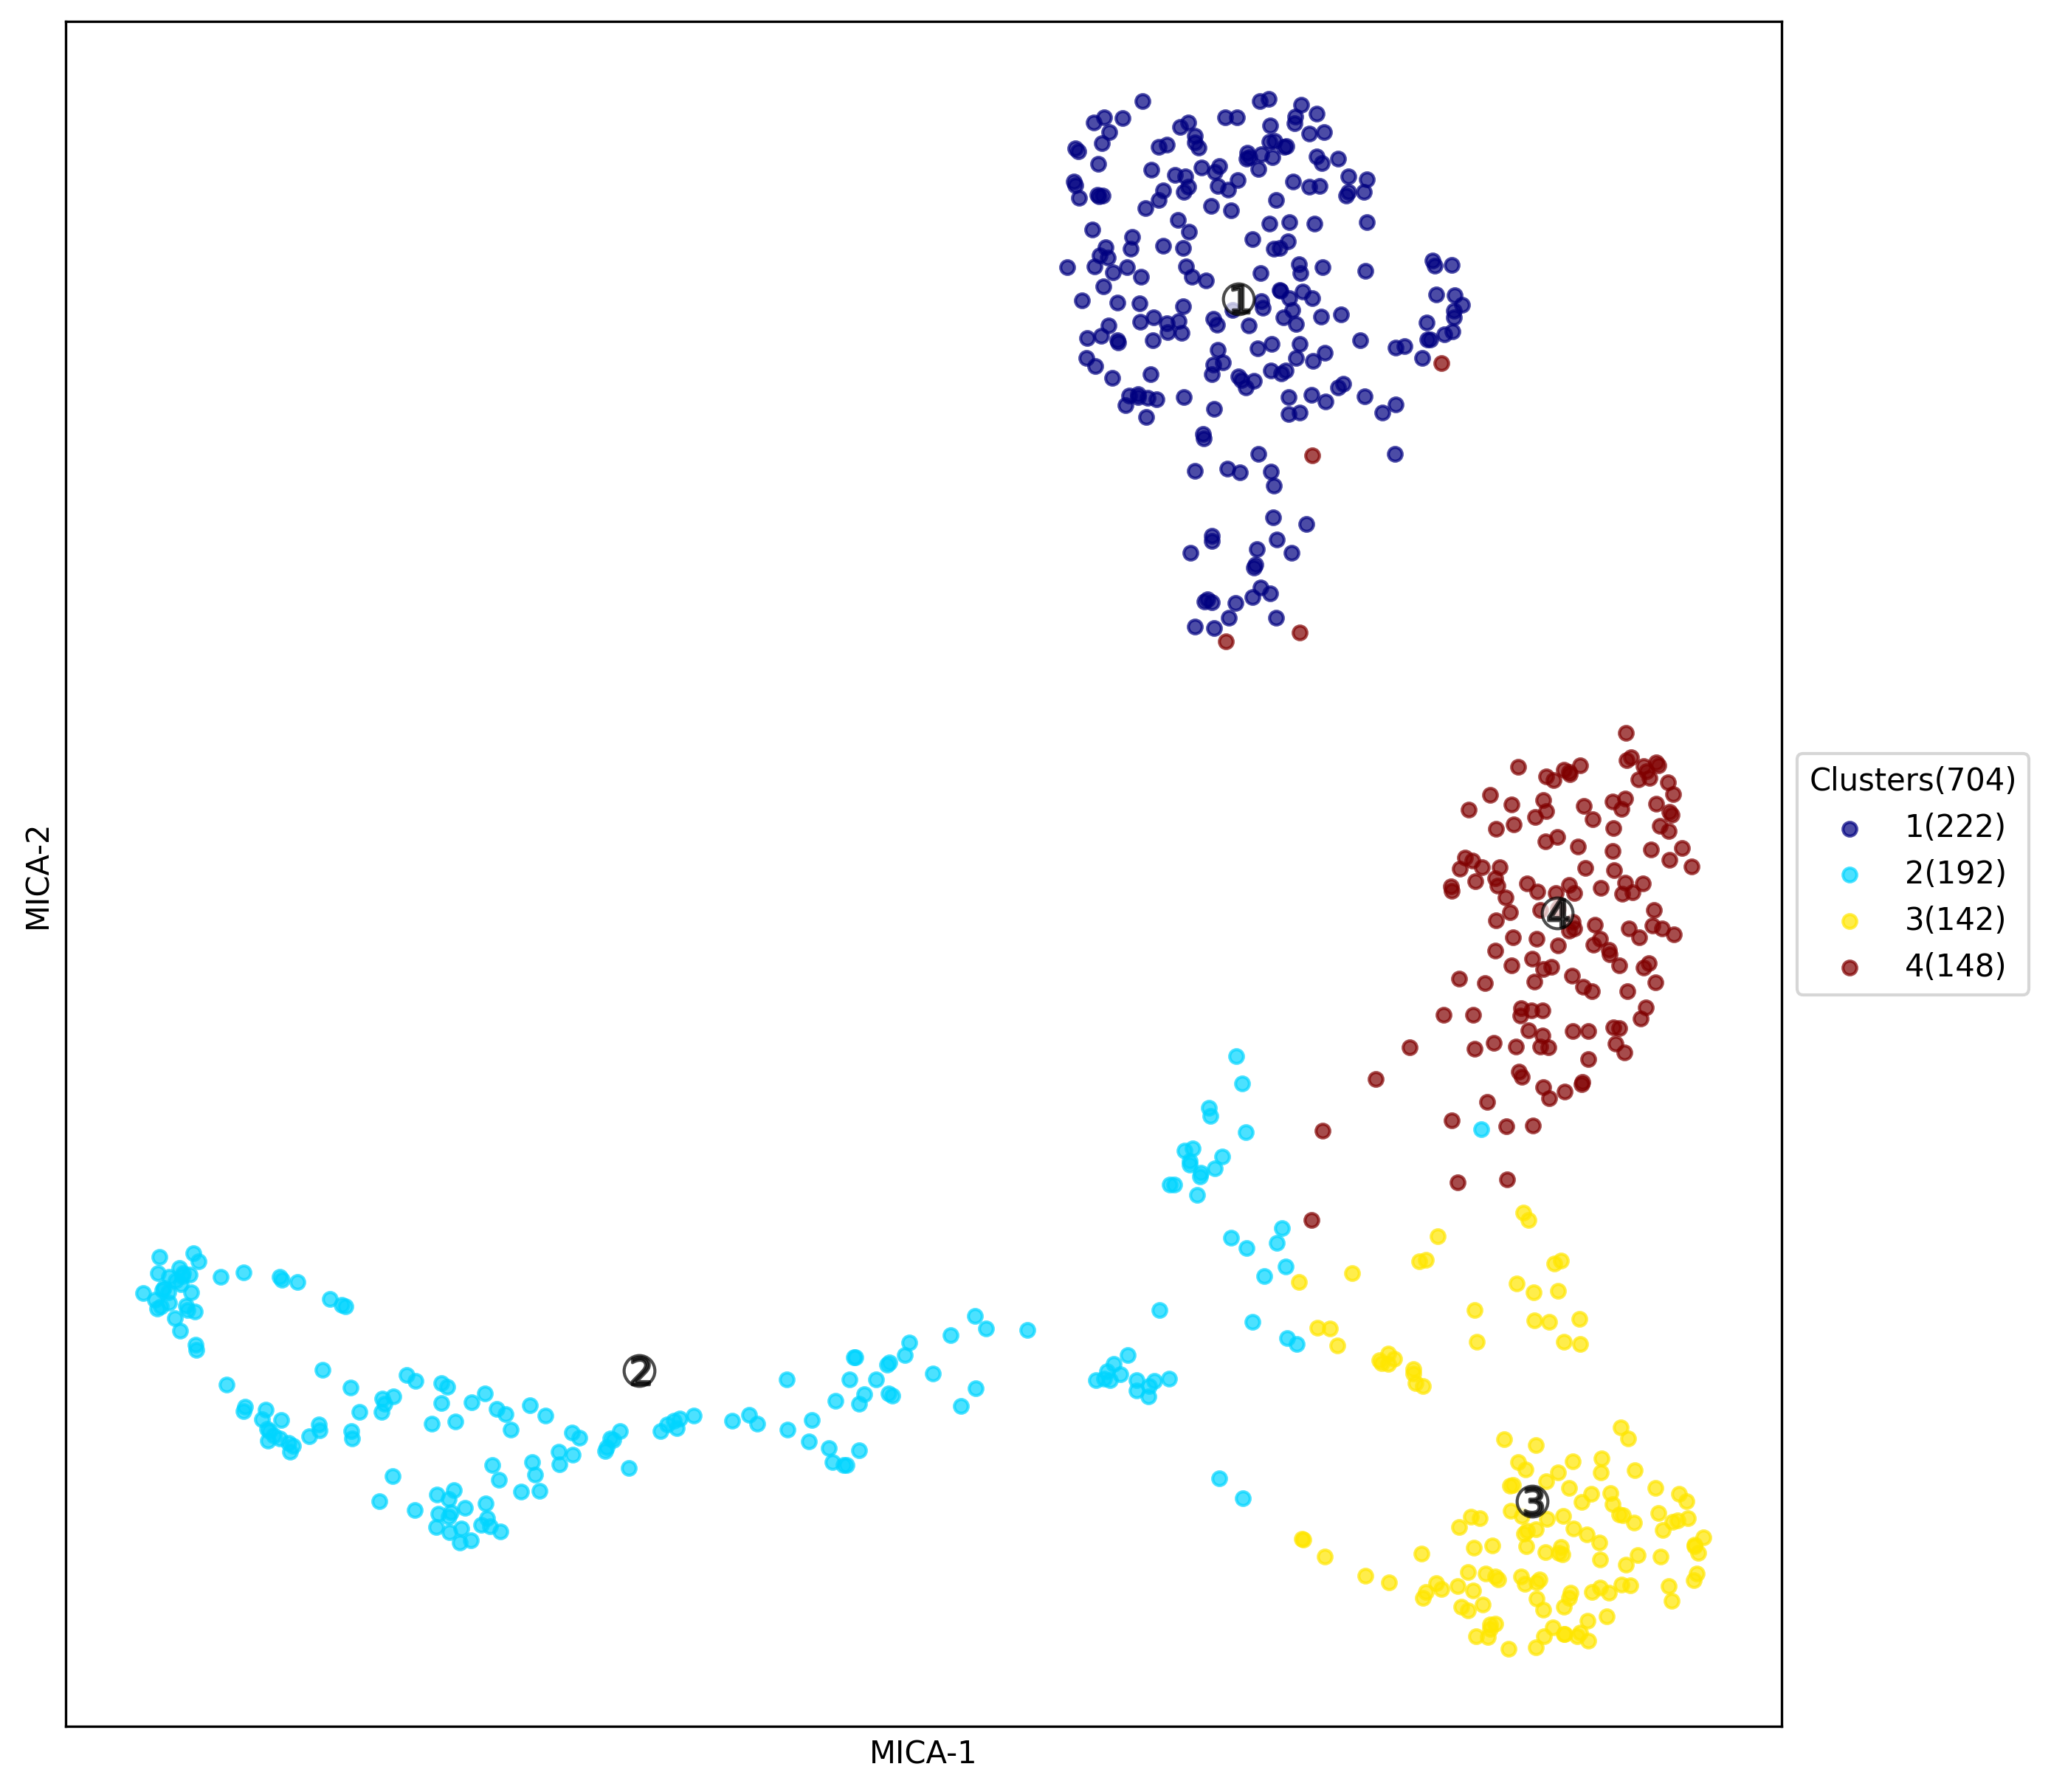 1
MICA-2
Clusters(704)
1(222)
2(192)
3(142)
4(148)
4
2
3
MICA-1